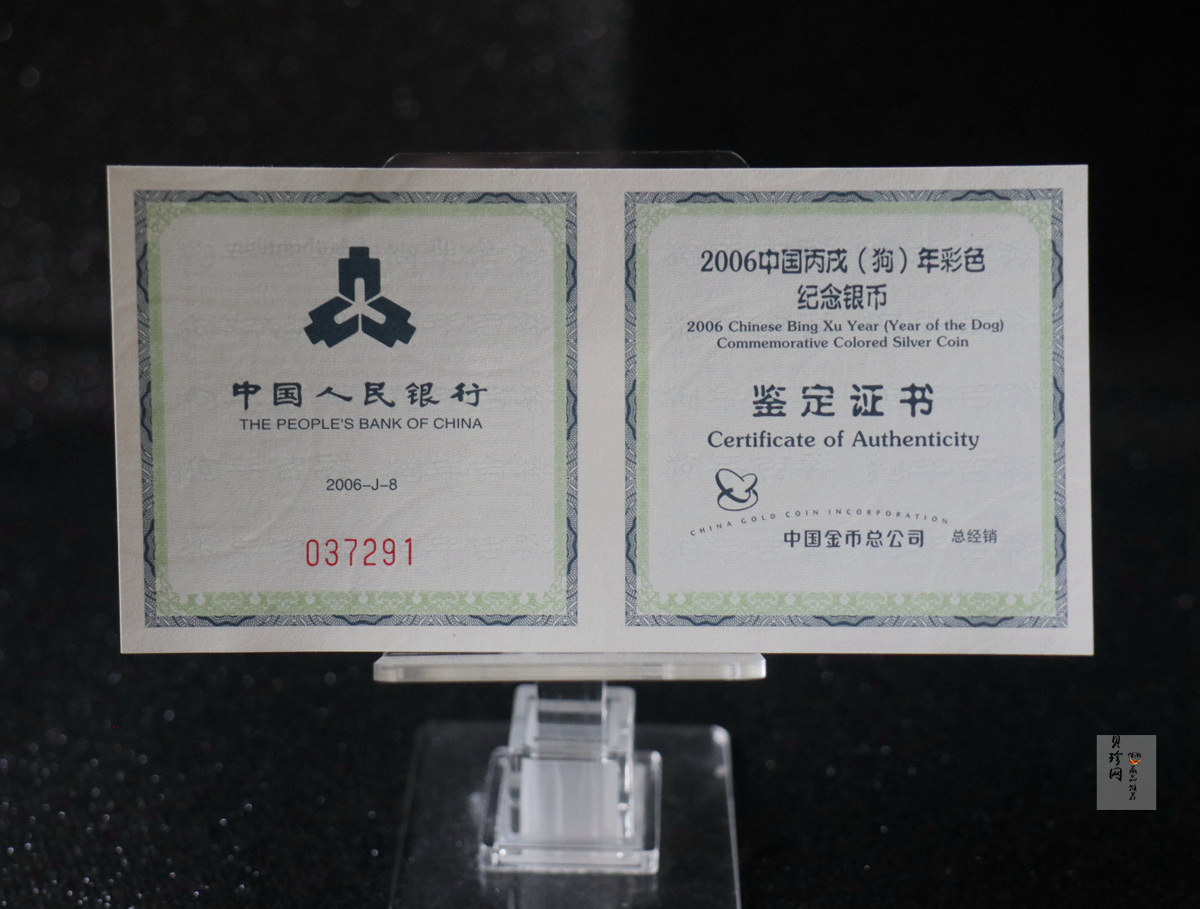 中国人民银行
THE PEOPLE'S BANK OF CHINA
2006-J-8
037291
2006中国丙戌（狗）年彩色
纪念银币
2006 Chinese Bing Xu Year (Year of the Dog)
Commemorative Colored Silver Coin
鉴定证书
Certificate of Authenticity
CHINA GOLD COIN INCORPORATION
中国金币总公司 总经销
贝珍网